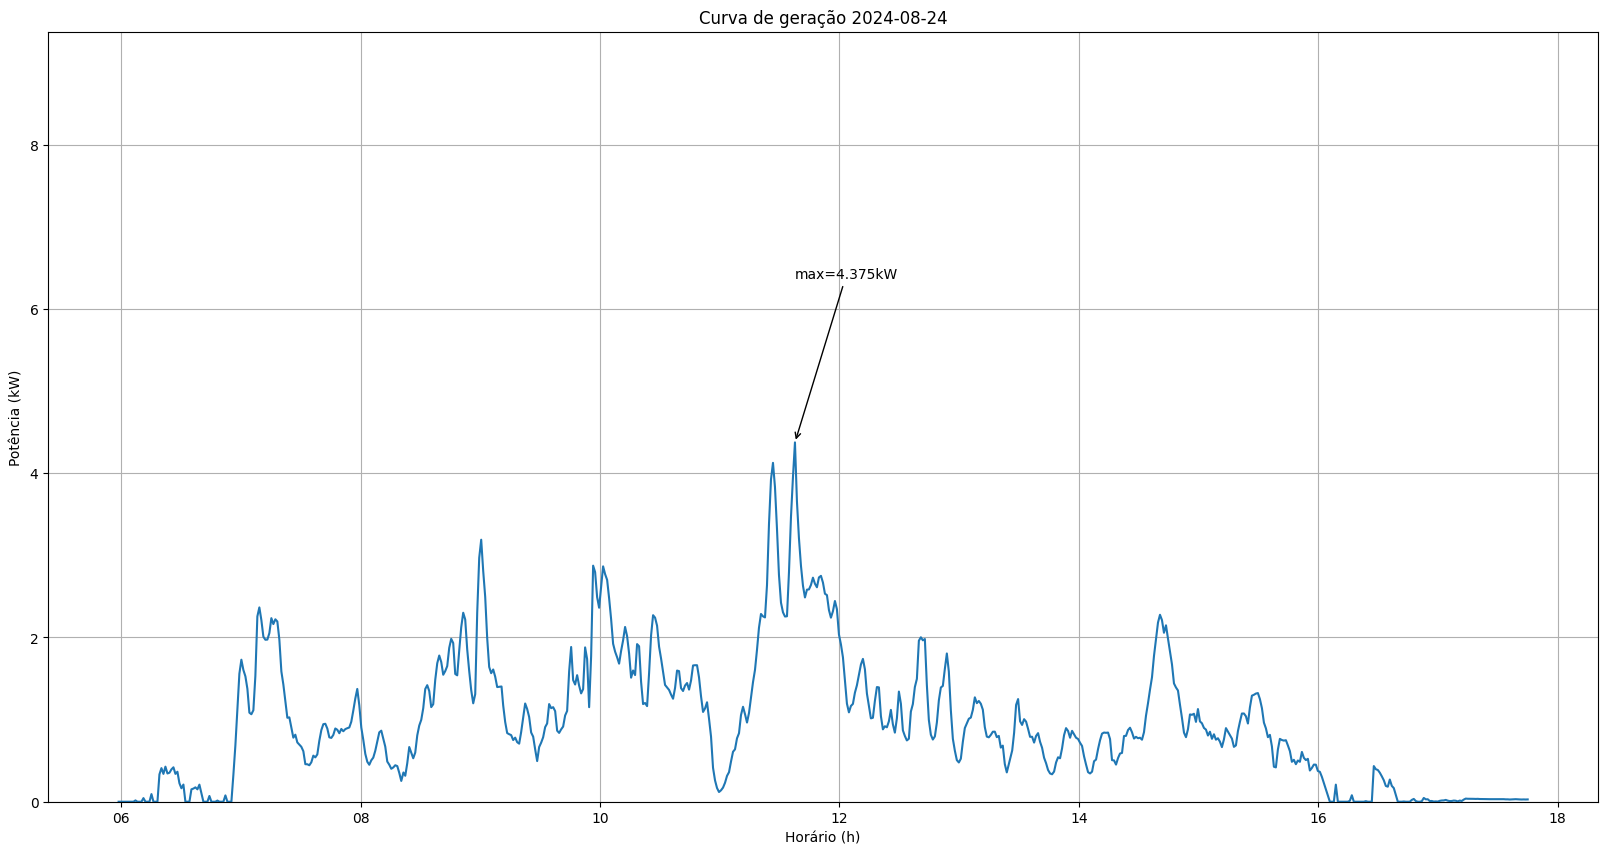 Curva de geração 2024-08-24
8
6
4
2
0
Potência (kW)
max=4.375kW
06 08 10 12 14 16 18
Horário (h)